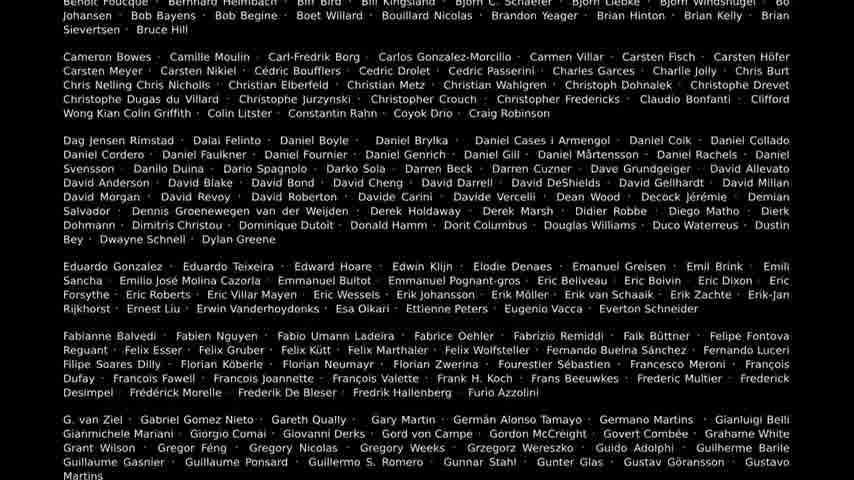 Benoit Foucque · Bernhard Heimbach · Biff Bird · Bill Kingsland · Björn C. Schaefer · Björn Liebke · Björn Windshügel · Bo
Johansen · Bob Bayens · Bob Begine · Boet Willard · Bouillard Nicolas · Brandon Yeager · Brian Hinton · Brian Kelly · Brian
Sievertsen · Bruce Hill
Cameron Bowes · Camille Moulin · Carl-Fredrik Borg · Carlos Gonzalez-Morcillo · Carmen Villar · Carsten Fisch · Carsten Höfer
Carsten Meyer · Carsten Nikiel · Cédric Boufflers · Cedric Drolet · Cédric Passerini · Charles Garces · Charlie Jolly · Chris Burt
Chris Nelling Chris Nicholls · Christian Elberfeld · Christian Metz · Christian Wahlgren · Christoph Dohnalek · Christophe Drevet
Christophe Dugas du Villard · Christophe Jurzynski · Christopher Crouch · Christopher Fredericks · Claudio Bonfanti · Clifford
Wong Kian Colin Griffith · Colin Litster · Constantin Rahn · Coyok Drio · Craig Robinson
Dag Jensen Rimstad · Dalai Felinto · Daniel Boyle · Daniel Brylka · Daniel Cases i Armengol · Daniel Coik · Daniel Collado
Daniel Cordero · Daniel Faulkner · Daniel Fournier · Daniel Genrich · Daniel Gill · Daniel Mårtensson · Daniel Rachels · Daniel
Svensson · Danilo Duina · Dario Spagnolo · Darko Sola · Darren Beck · Darren Cuzner · Dave Grundgeiger · David Allevato
David Anderson · David Blake · David Bond · David Cheng · David Darrell · David DeShields · David Gellhardt · David Millan
David Morgan · David Revoy · David Roberton · Davide Carini · Davide Vercelli · Dean Wood · Decock Jérémie · Demian
Salvador · Dennis Groenewegen van der Weijden · Derek Holdaway · Derek Marsh · Didier Robbe · Diego Matho · Dierk
Dohmann · Dimitris Christou · Dominique Dutoit · Donald Hamm · Dorit Columbus · Douglas Williams · Duco Waterreus · Dustin
Bey · Dwayne Schnell · Dylan Greene
Eduardo Gonzalez · Eduardo Teixeira · Edward Hoare · Edwin Klijn · Elodie Denaes · Emanuel Greisen · Emil Brink · Emili
Sancha · Emilio José Molina Cazorla · Emmanuel Bultot · Emmanuel Pognant-gros · Eric Beliveau · Eric Boivin · Eric Dixon · Eric
Forsythe · Eric Roberts · Eric Villar Mayen · Eric Wessels · Erik Johansson · Erik Möller · Erik van Schaaik · Erik Zachte · Erik-Jan
Rijkhorst · Ernest Liu · Erwin Vanderhoydonks · Esa Oikari · Ettienne Peters · Eugenio Vacca · Everton Schneider
Fabianne Balvedi · Fabien Nguyen · Fabio Umann Ladeira · Fabrice Oehler · Fabrizio Remiddi · Faik Büttner · Felipe Fontova
Reguant · Felix Esser · Felix Gruber · Felix Kütt · Felix Marthaler · Felix Wolfsteller · Fernando Bueina Sánchez · Fernando Luceri
Filipe Soares Dilly · Florian Köberle · Florian Neumayr · Florian Zwerina · Fourestier Sébastien · Francesco Meroni · François
Dufay · Francois Fawell · Francois Joannette · François Valette · Frank H. Koch · Frans Beeuwkes · Frederic Multier · Frederick
Desimpel · Frédérick Morelle · Frederik De Bleser · Fredrik Hallenberg · Furio Azzolini
G. van Ziel · Gabriel Gomez Nieto · Gareth Qually · Gary Martin · Germán Alonso Tamayo · Germano Martins · Gianluigi Belli
Gianmichele Mariani · Giorgio Comai · Giovanni Derks · Gord von Campe · Gordon McCreight · Govert Combée · Grahame White
Grant Wilson · Gregor Féng · Gregory Nicolas · Gregory Weeks · Grzegorz Wereszko · Guido Adolphi · Guilherme Barile
Guillaume Gasnier · Guillaume Ponsard · Guillermo S. Romero · Gunnar Stahl · Gunter Glas · Gustav Göransson · Gustavo
Martins